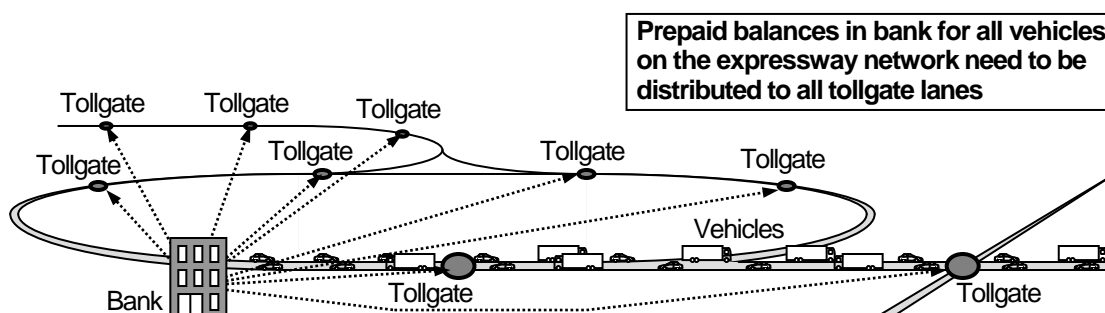 Prepaid balances in bank for all vehicles
on the expressway network need to be
distributed to all tollgate lanes
Tollgate
Tollgate
Tollgate
Tollgate
Tollgate
Tollgate
Tollgate
Vehicles
Bank
Tollgate
Tollgate